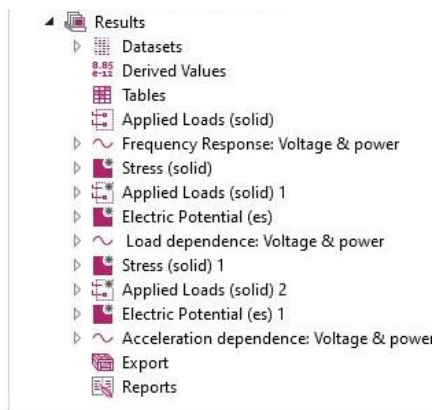 Results
Datasets
8.85
e-12 Derived Values
Tables
Applied Loads (solid)
Frequency Response: Voltage & power
Stress (solid)
Applied Loads (solid) 1
Electric Potential (es)
Load dependence: Voltage & power
Stress (solid) 1
Applied Loads (solid) 2
Electric Potential (es) 1
Acceleration dependence: Voltage & power
Export
Reports